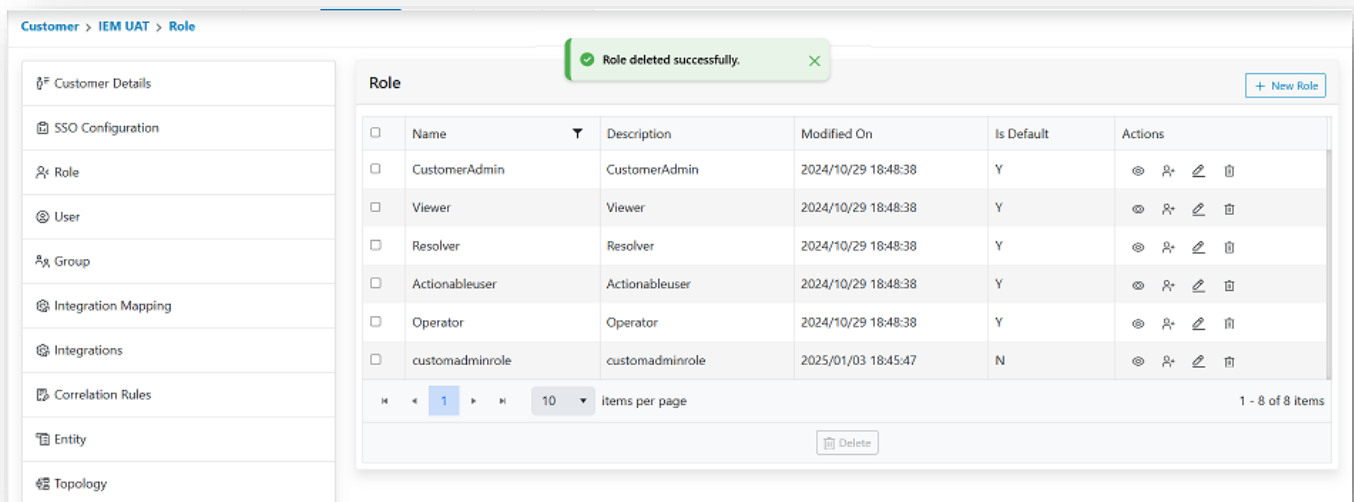 Customer > IEM UAT > Role
Role deleted successfully.
Customer Details
SSO Configuration
Role
User
Group
Integration Mapping
Integrations
Correlation Rules
Entity
Topology
Role
+ New Role
Name Description Modified On Is Default Actions
CustomerAdmin CustomerAdmin 2024/10/29 18:48:38 Y
Viewer Viewer 2024/10/29 18:48:38 Y
Resolver Resolver 2024/10/29 18:48:38 Y
Actionableuser Actionableuser 2024/10/29 18:48:38 Y
Operator Operator 2024/10/29 18:48:38 Y
customadminrole customadminrole 2025/01/03 18:45:47 N
1 10 items per page 1 - 8 of 8 items
Delete